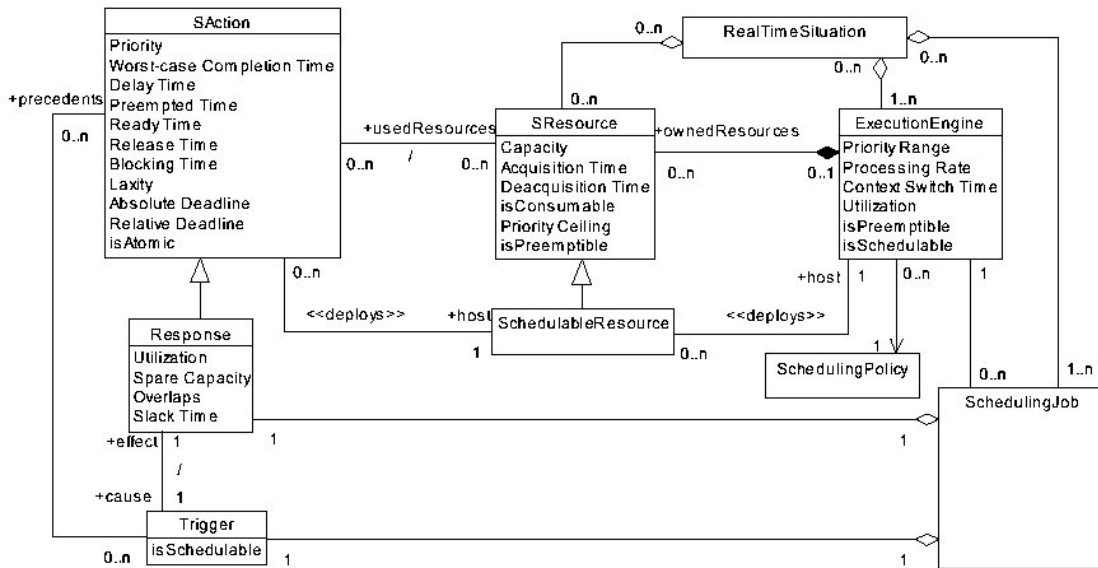 SAction
Priority
Worst-case Completion Time
Delay Time
Preempted Time
Ready Time
Release Time
Blocking Time
Laxity
Absolute Deadline
Relative Deadline
isAtomic
+precedents
0..n
RealTimeSituation
0..n
0..n
0..n
0..n
1..n
+usedResources
/
0..n
0..n
SResource
Capacity
Acquisition Time
Deacquisition Time
isConsumable
Priority Ceiling
isPreemptible
+ownedResources
0..n
0..1
ExecutionEngine
Priority Range
Processing Rate
Context Switch Time
Utilization
isPreemptible
isSchedulable
0..n
<<deploys>>
+host
1
SchedulableResource
<<deploys>>
0..n
+host
1
0..n
1
1
SchedulingPolicy
0..n
1..n
Response
Utilization
Spare Capacity
Overlaps
Slack Time
+effect
1
1
1
SchedulingJob
/
+cause
1
Trigger
isSchedulable
0..n
1
1